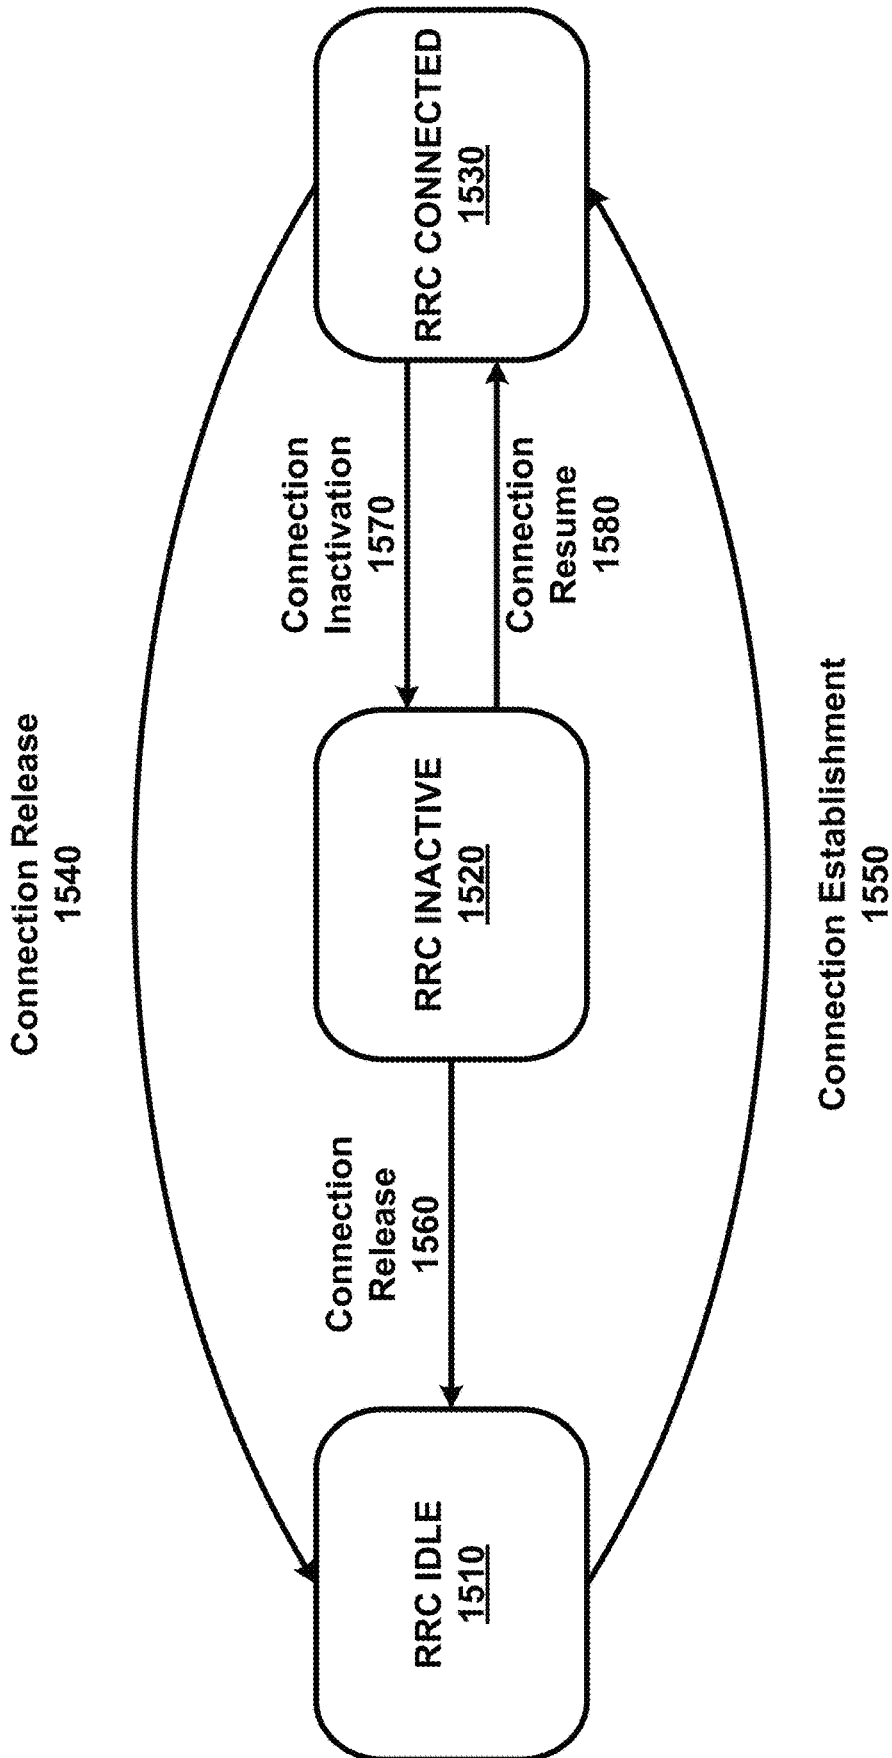 Connection Release
1540
RRC IDLE
1510
Connection
Release
1560
RRC INACTIVE
1520
Connection
Inactivation
1570
Connection
Resume
1580
RRC CONNECTED
1530
Connection Establishment
1550